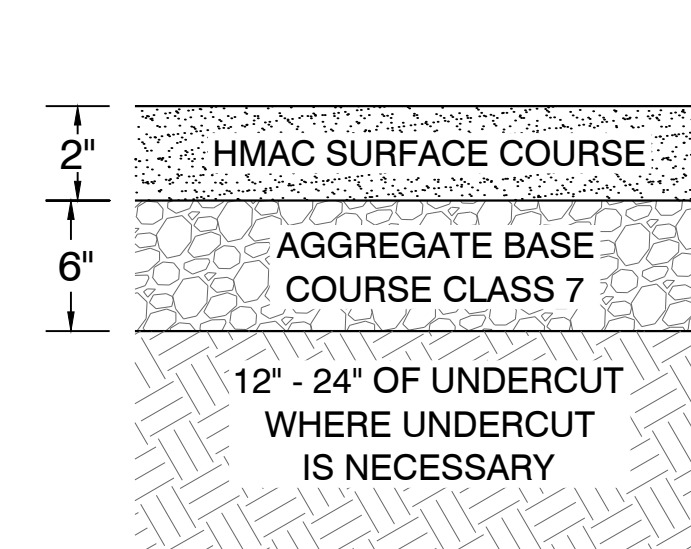 2"
HMAC SURFACE COURSE
6"
AGGREGATE BASE
COURSE CLASS 7
12" - 24" OF UNDERCUT
WHERE UNDERCUT
IS NECESSARY